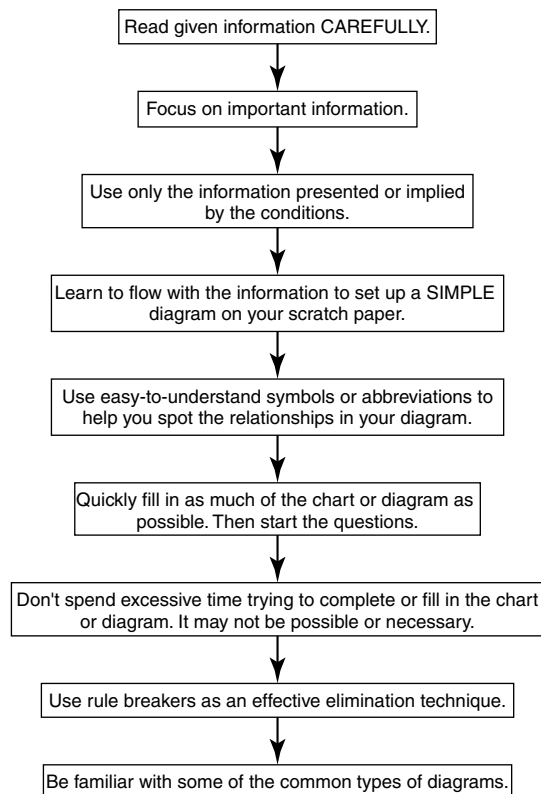 Read given information CAREFULLY.
Focus on important information.
Use only the information presented or implied
by the conditions.
Learn to flow with the information to set up a SIMPLE
diagram on your scratch paper.
Use easy-to-understand symbols or abbreviations to
help you spot the relationships in your diagram.
Quickly fill in as much of the chart or diagram as
possible. Then start the questions.
Don't spend excessive time trying to complete or fill in the chart
or diagram. It may not be possible or necessary.
Use rule breakers as an effective elimination technique.
Be familiar with some of the common types of diagrams.